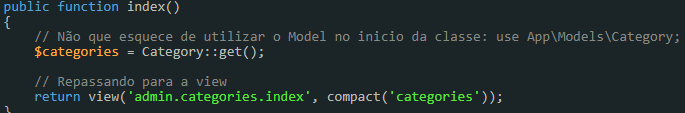 public function index()
{
// Não que esquece de utilizar o Model no inicio da classe: use App\Models\Category;
$categories = Category::get();
// Repassando para a view
return view('admin.categories.index', compact('categories'));
}